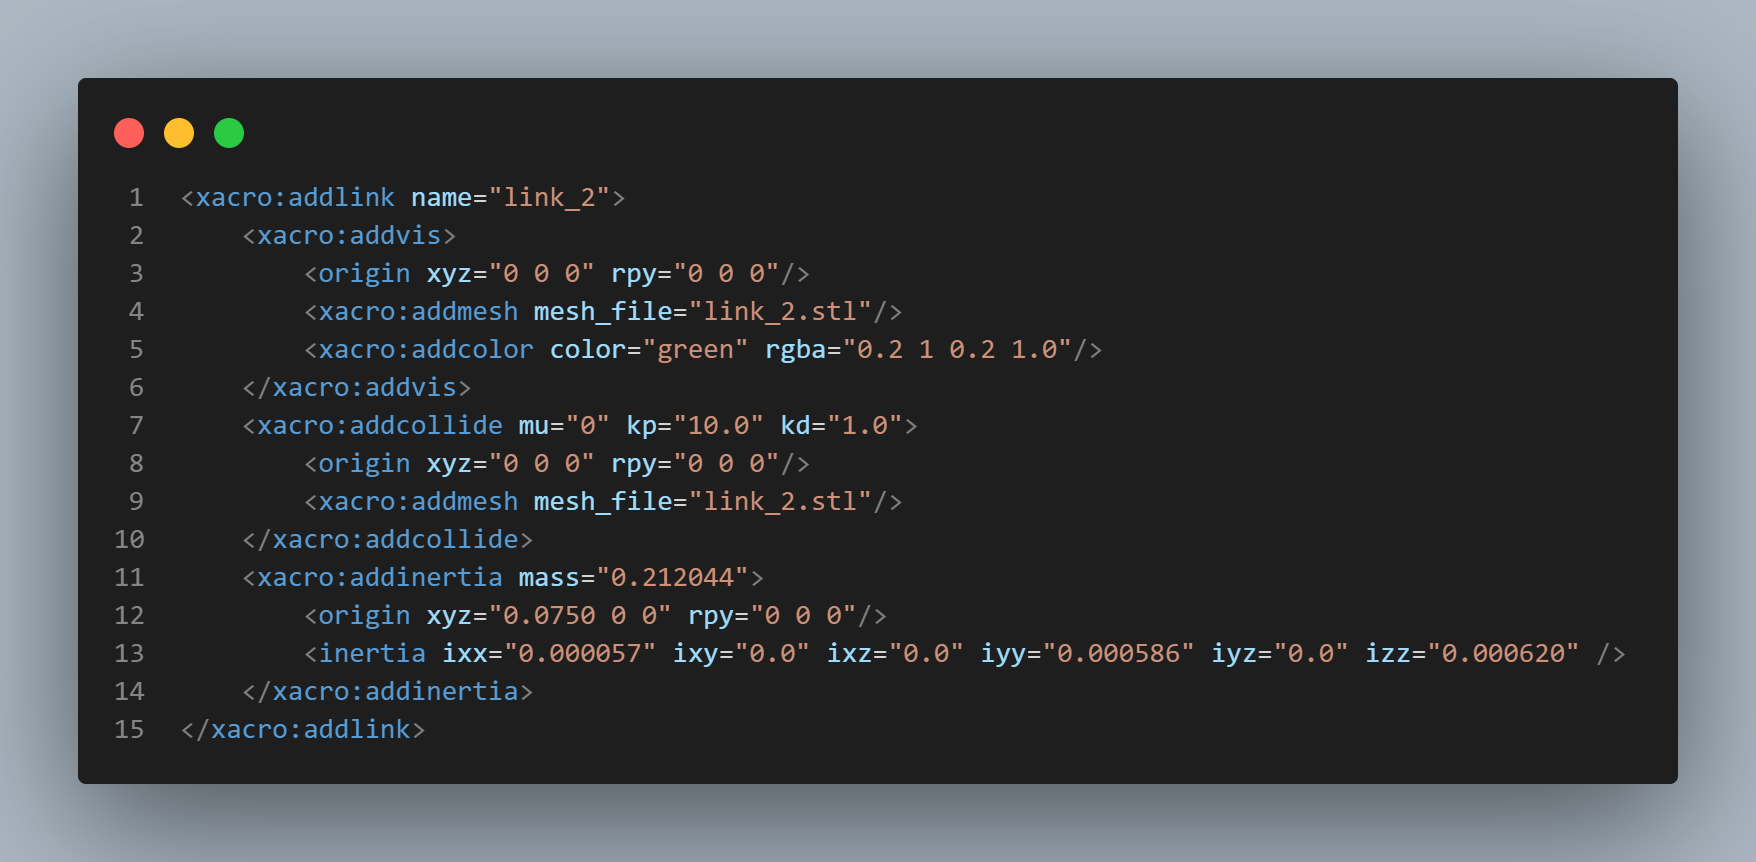 1 <xacro:addlink name="link_2">
2     <xacro:addvis>
3         <origin xyz="0 0 0" rpy="0 0 0"/>
4         <xacro:addmesh mesh_file="link_2.stl"/>
5         <xacro:addcolor color="green" rgba="0.2 1 0.2 1.0"/>
6     </xacro:addvis>
7     <xacro:addcollide mu="0" kp="10.0" kd="1.0">
8         <origin xyz="0 0 0" rpy="0 0 0"/>
9         <xacro:addmesh mesh_file="link_2.stl"/>
10     </xacro:addcollide>
11     <xacro:addinertia mass="0.212044">
12         <origin xyz="0.0750 0 0" rpy="0 0 0"/>
13         <inertia ixx="0.000057" ixy="0.0" ixz="0.0" iyy="0.000586" iyz="0.0" izz="0.000620" />
14     </xacro:addinertia>
15 </xacro:addlink>